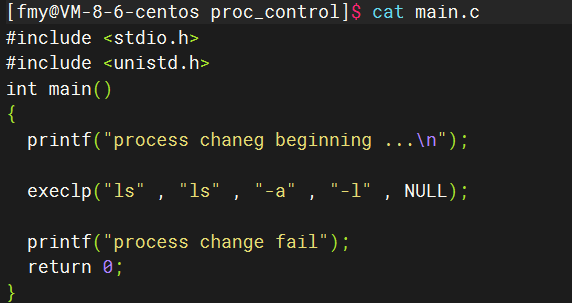 [fmy@VM-8-6-centos proc_control]$ cat main.c
#include <stdio.h>
#include <unistd.h>
int main()
{
  printf("process chaneg beginning ...\n");
  execlp("ls" , "ls" , "-a" , "-l" , NULL);
  printf("process change fail");
  return 0;
}